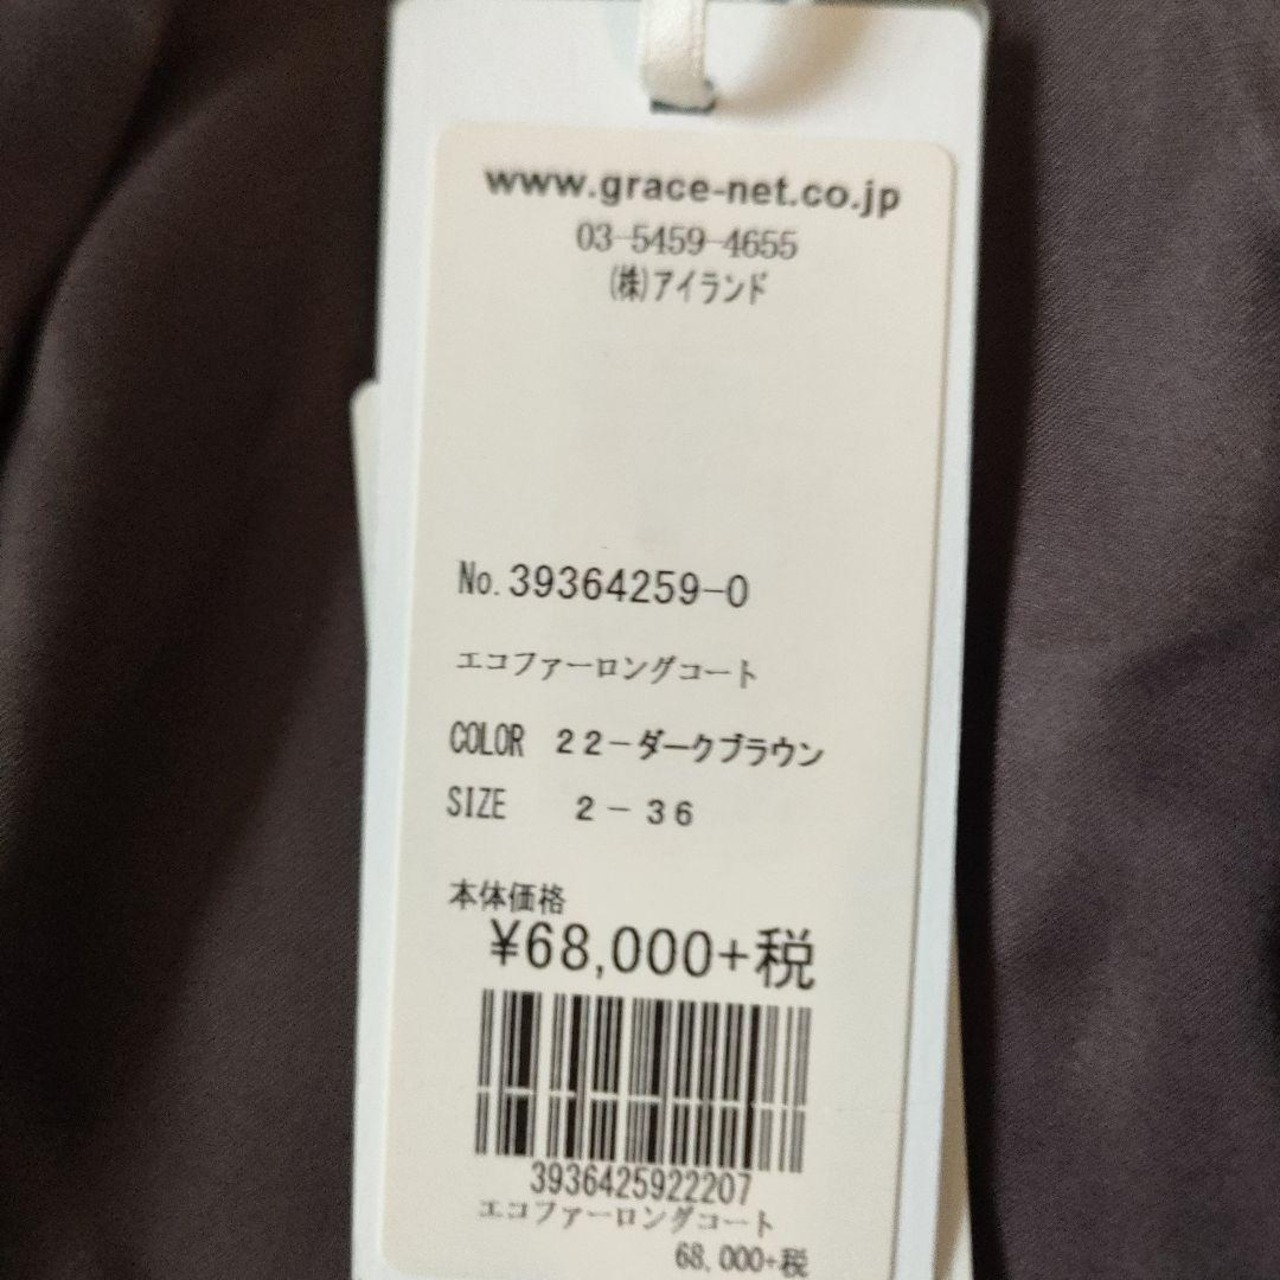 www.grace-net.co.jp
03-5459-4655
(株)アイランド
No.39364259-0
エコファーロングコート
COLOR 22-ダークブラウン
SIZE 2-36
本体価格
¥68,000+税
3936425922207
エコファーロングコート
68,000+税